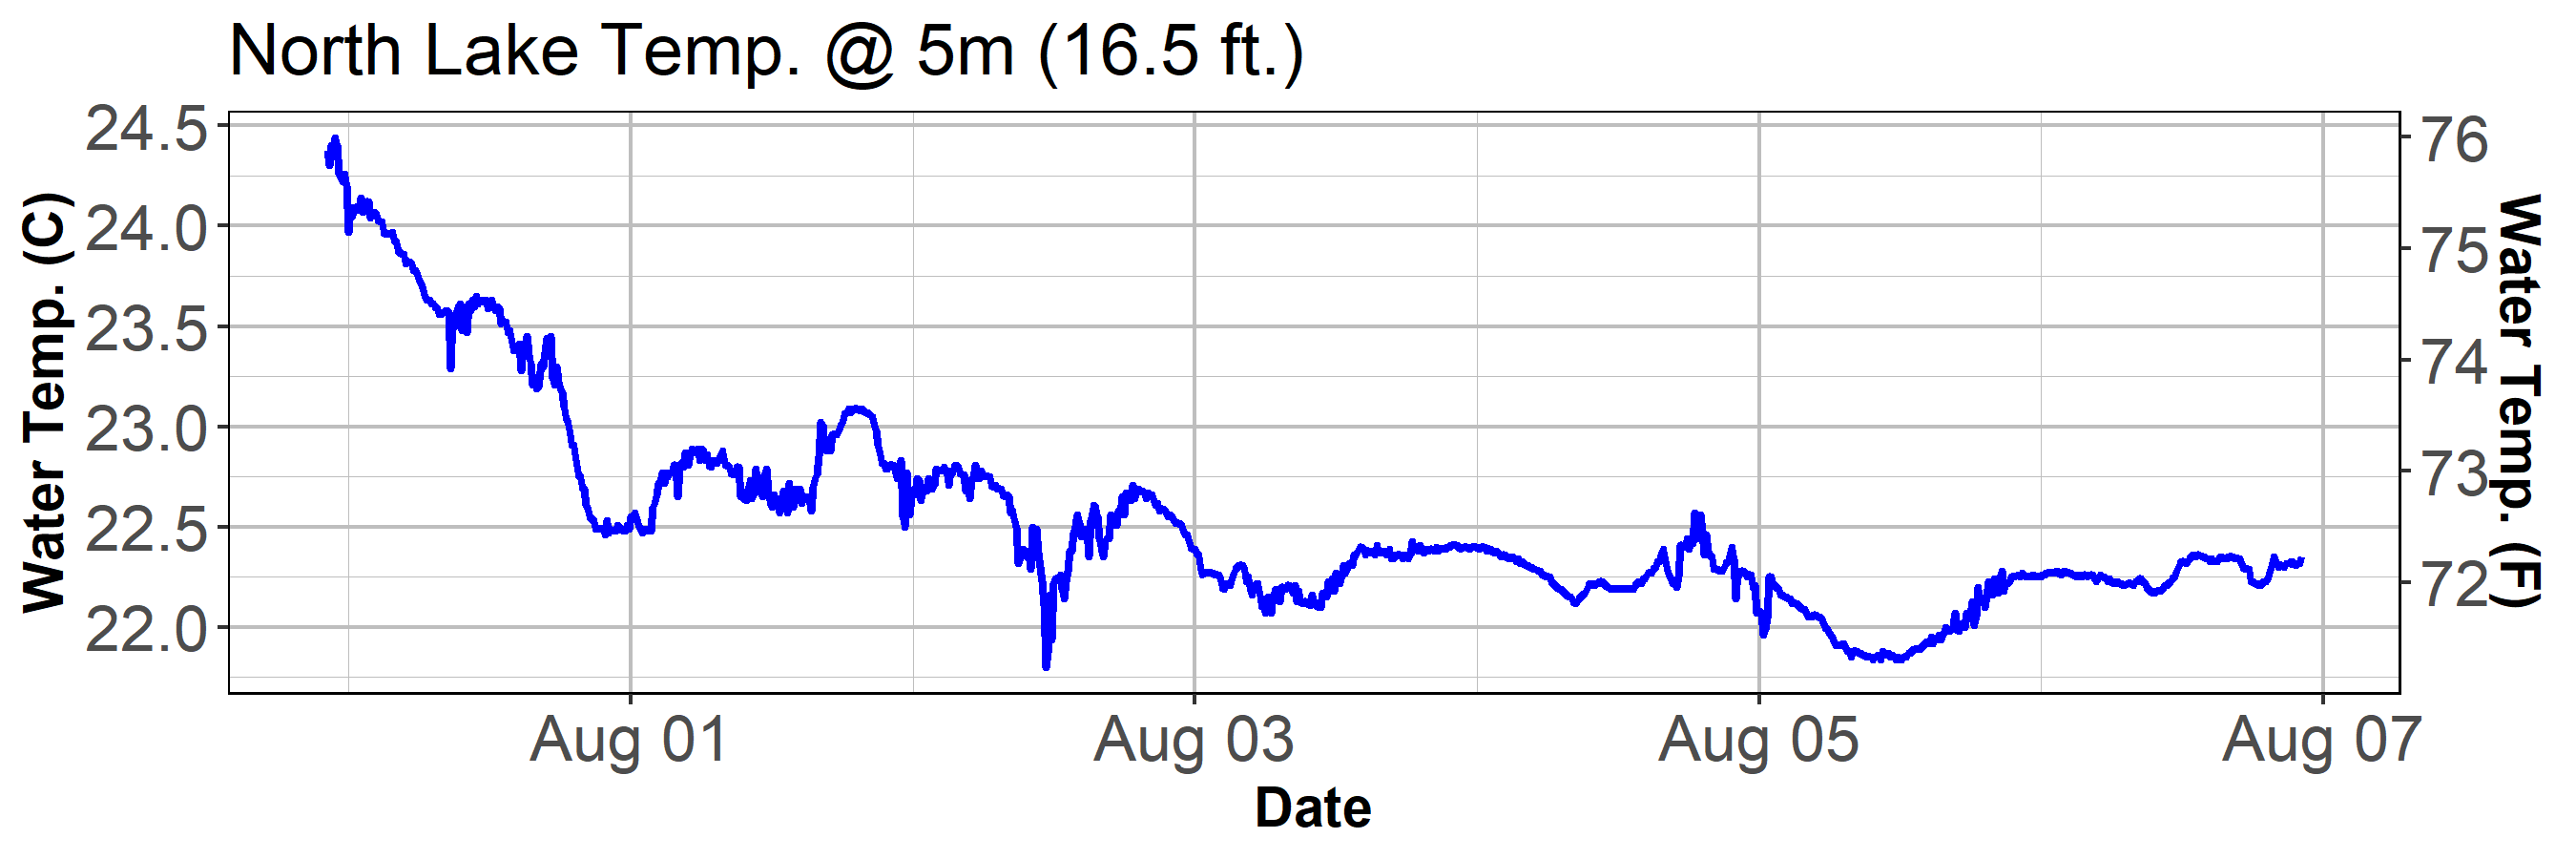 North Lake Temp. @ 5m (16.5 ft.)
Water Temp. (C)
24.5
24.0
23.5
23.0
22.5
22.0
76
75
74
73
72
Water Temp. (F)
Aug 01 Aug 03 Aug 05 Aug 07
Date